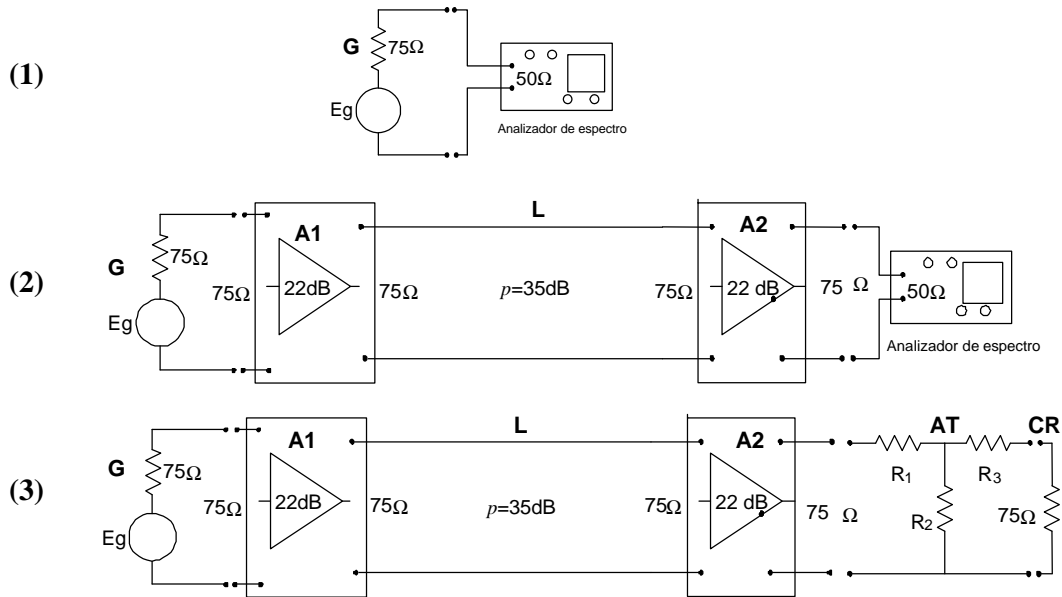 (1)
G
75Ω
Eg
50Ω
Analizador de espectro
(2)
G
75Ω
Eg
75Ω
A1
22dB
75Ω
L
p=35dB
75Ω
A2
22 dB
75 Ω
50Ω
Analizador de espectro
(3)
G
75Ω
Eg
75Ω
A1
22dB
75Ω
L
p=35dB
75Ω
A2
22 dB
75 Ω
AT
R1
R2
R3
CR
75Ω